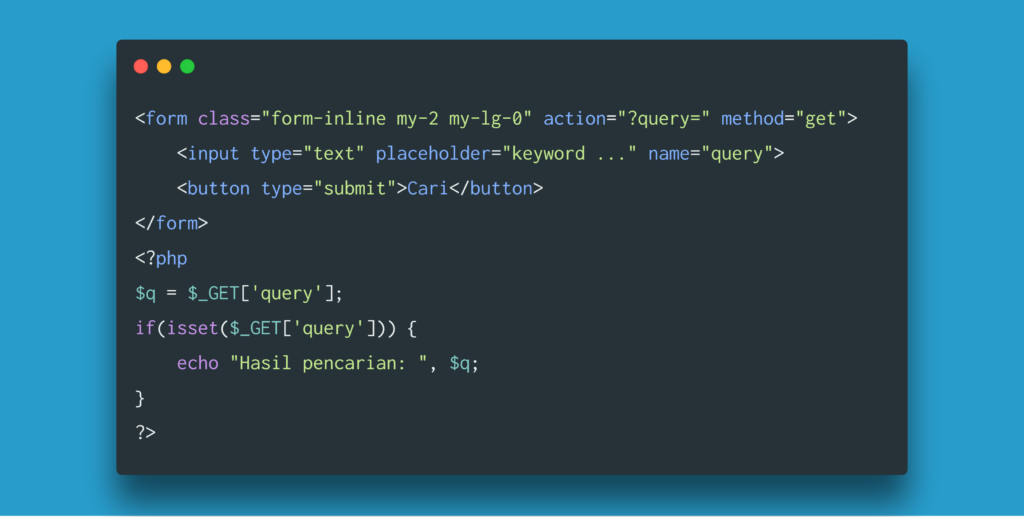 <form class="form-inline my-2 my-lg-0" action="?query=" method="get">
    <input type="text" placeholder="keyword ..." name="query">
    <button type="submit">Cari</button>
</form>
<?php
$q = $_GET['query'];
if(isset($_GET['query'])) {
    echo "Hasil pencarian: ", $q;
}
?>